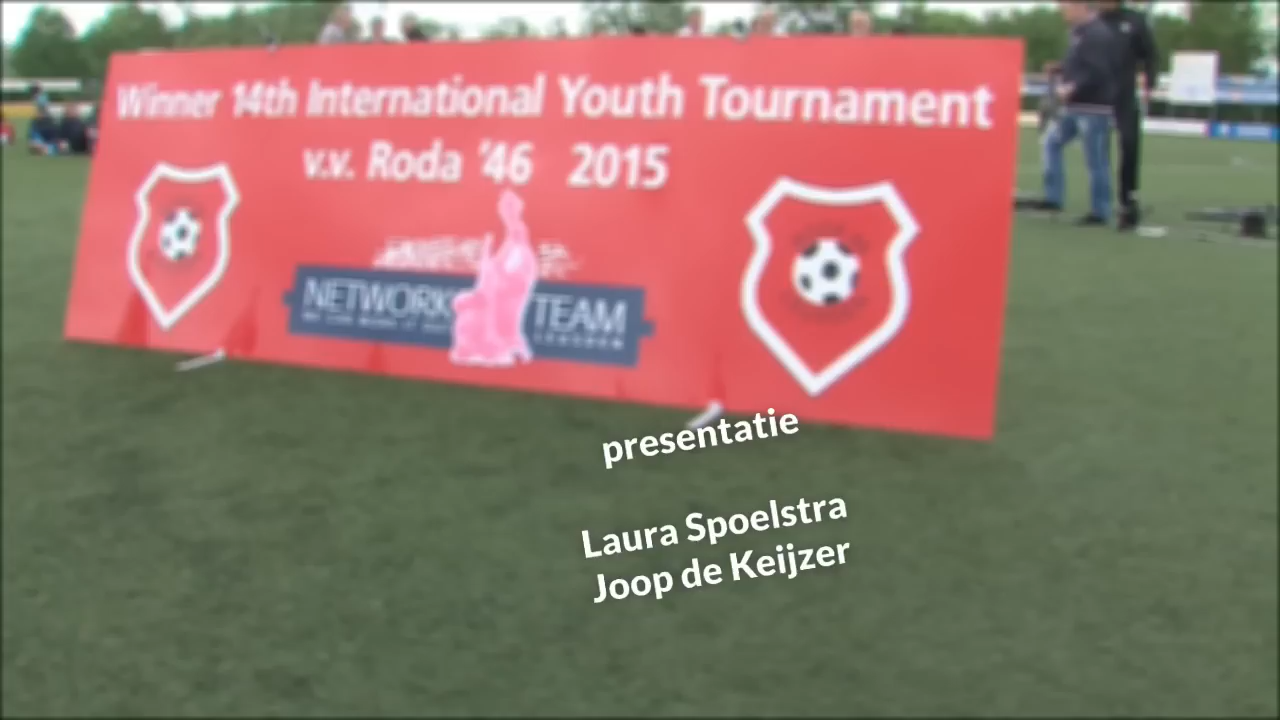 Winner 14th International Youth Tournament
v.v. Roda '46 2015
NETWORK TEAM
presentatie
Laura Spoelstra
Joop de Keijzer